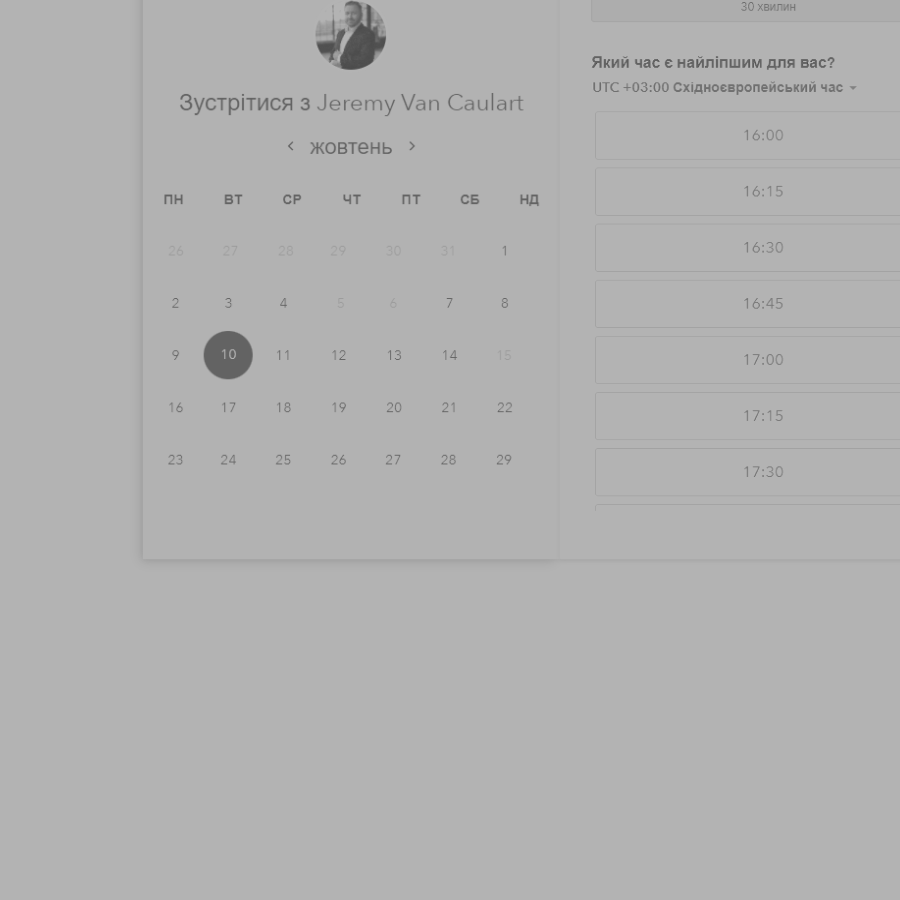 Зустрітися з Jeremy Van Caulart
жовтень
ПН ВТ СР ЧТ ПТ СБ НД
26 27 28 29 30 31 1
2 3 4 5 6 7 8
9 10 11 12 13 14 15
16 17 18 19 20 21 22
23 24 25 26 27 28 29
30 хвилин
Який час є найліпшим для вас?
UTC +03:00 Східноєвропейський час
16:00
16:15
16:30
16:45
17:00
17:15
17:30